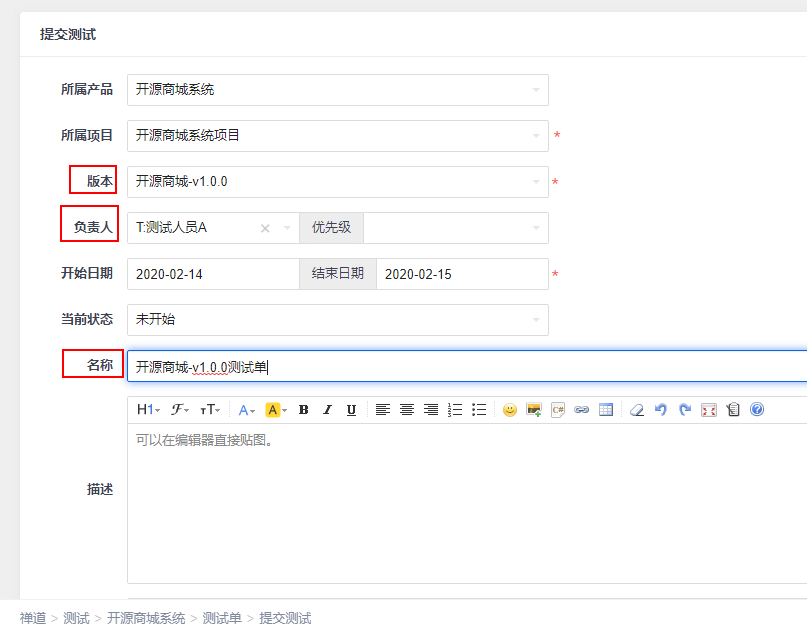 提交测试
所属产品 开源商城系统
所属项目 开源商城系统项目 *
版本 开源商城-v1.0.0 *
负责人 T:测试人员A × 优先级
开始日期 2020-02-14 结束日期 2020-02-15 *
当前状态 未开始
名称 开源商城-v1.0.0测试单
H1 F TT A A B I U C#
可以在编辑器直接贴图。
描述
禅道 > 测试 > 开源商城系统 > 测试单 > 提交测试